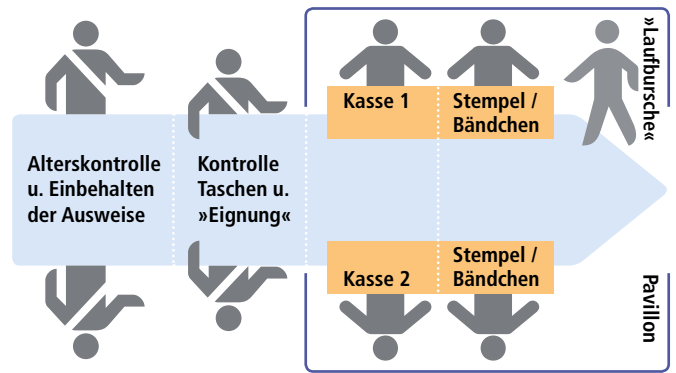 Alterskontrolle
u. Einbehalten
der Ausweise
Kontrolle
Taschen u.
»Eignung«
Kasse 1
Stempel /
Bändchen
»Laufbursche«
Kasse 2
Stempel /
Bändchen
Pavillon